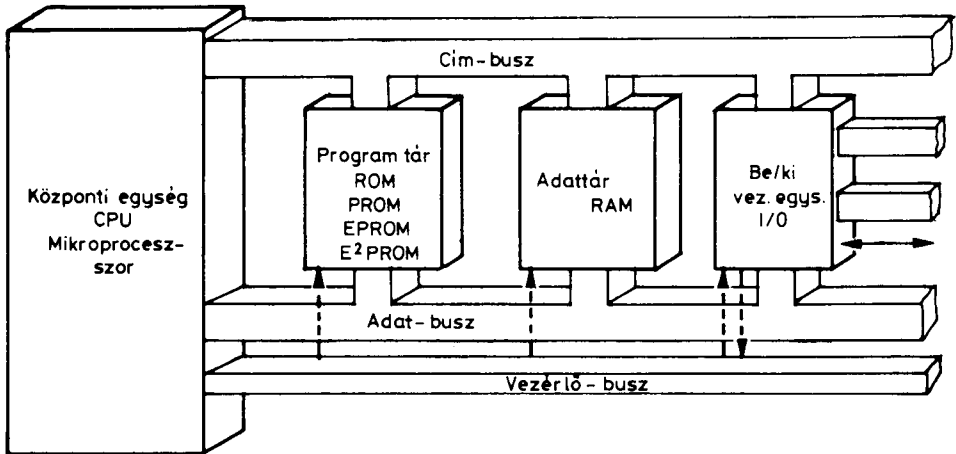 Cím-busz
Központi egység
CPU
Mikroprocesz-
szor
Program tár
ROM
PROM
EPROM
E²PROM
Adattár
RAM
Be/ki
vez. egys.
I/O
Adat-busz
Vezérlő-busz